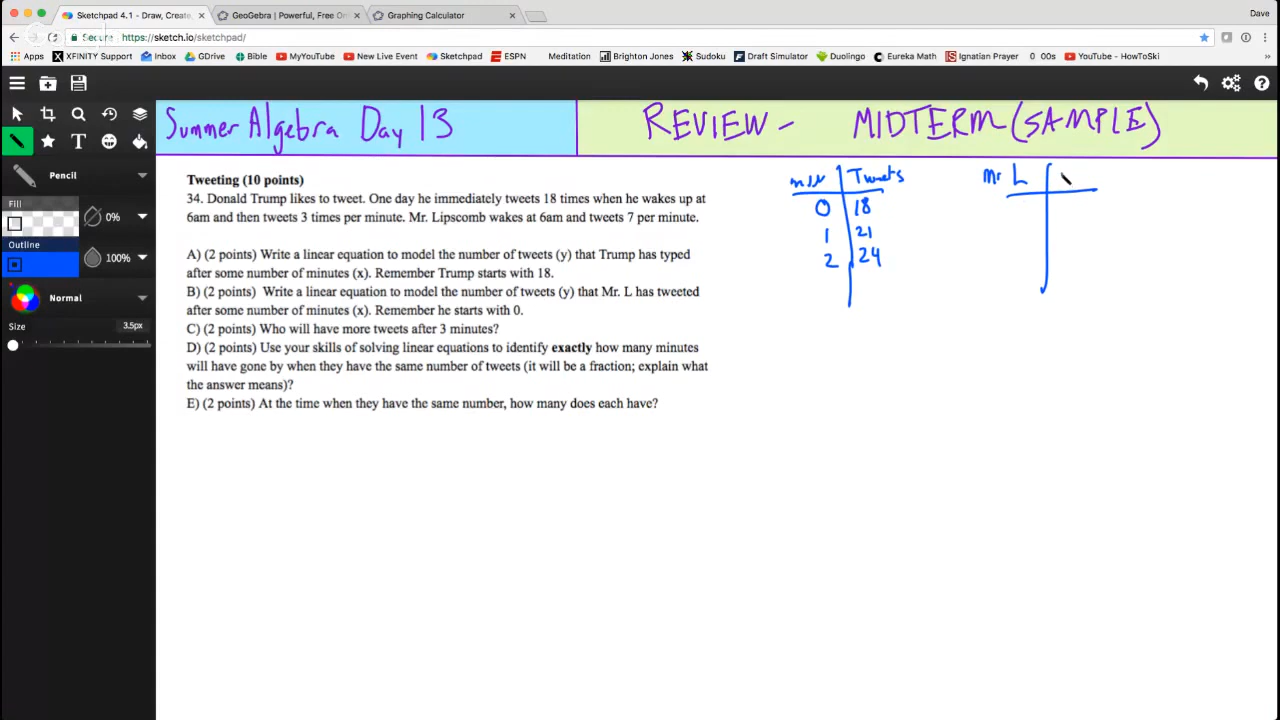 Sketchpad 4.1 - Draw, Create,
GeoGebra | Powerful, Free On
Graphing Calculator
Dave
Secure https://sketch.io/sketchpad/
Apps XFINITY Support Inbox GDrive Bible MyYouTube New Live Event Sketchpad ESPN Meditation Brighton Jones Sudoku Draft Simulator Duolingo Eureka Math Ignatian Prayer 00s YouTube - HowToSki »
Summer Algebra Day 13
REVIEW - MIDTERM (SAMPLE)
Pencil
Fill
0%
Outline
100%
Normal
Size
3.5px
Tweeting (10 points)
34. Donald Trump likes to tweet. One day he immediately tweets 18 times when he wakes up at
6am and then tweets 3 times per minute. Mr. Lipscomb wakes at 6am and tweets 7 per minute.
A) (2 points) Write a linear equation to model the number of tweets (y) that Trump has typed
after some number of minutes (x). Remember Trump starts with 18.
B) (2 points) Write a linear equation to model the number of tweets (y) that Mr. L has tweeted
after some number of minutes (x). Remember he starts with 0.
C) (2 points) Who will have more tweets after 3 minutes?
D) (2 points) Use your skills of solving linear equations to identify exactly how many minutes
will have gone by when they have the same number of tweets (it will be a fraction; explain what
the answer means)?
E) (2 points) At the time when they have the same number, how many does each have?
Tweets
0 18
1 21
2 24
Mr L